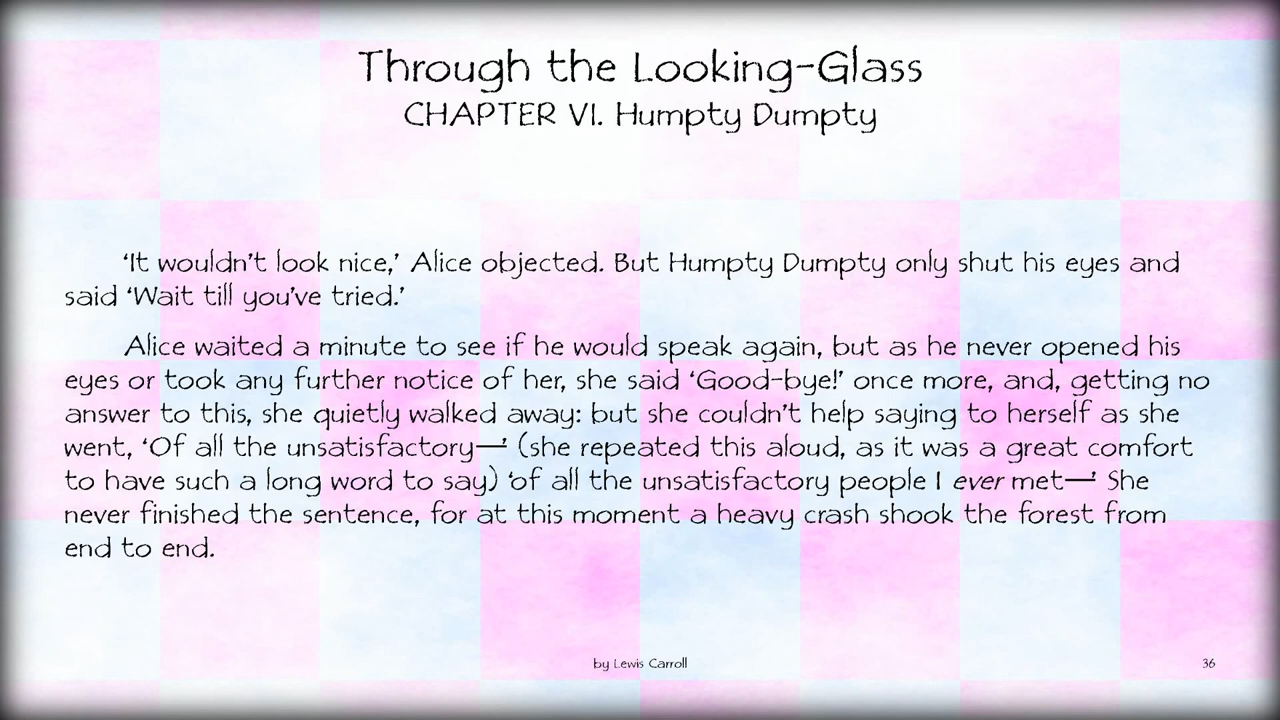 Through the Looking-Glass
CHAPTER VI. Humpty Dumpty
‘It wouldn’t look nice,’ Alice objected. But Humpty Dumpty only shut his eyes and
said ‘Wait till you’ve tried.’
Alice waited a minute to see if he would speak again, but as he never opened his
eyes or took any further notice of her, she said ‘Good-bye!’ once more, and, getting no
answer to this, she quietly walked away: but she couldn’t help saying to herself as she
went, ‘Of all the unsatisfactory—’ (she repeated this aloud, as it was a great comfort
to have such a long word to say) ‘of all the unsatisfactory people I ever met—’ She
never finished the sentence, for at this moment a heavy crash shook the forest from
end to end.
by Lewis Carroll
36